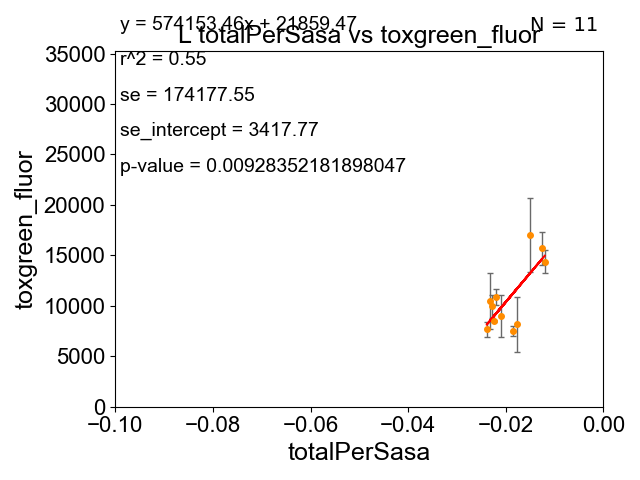 y = 574153.46x + 21859.47
N = 11
L totalPerSasa vs toxgreen_fluor
r^2 = 0.55
se = 174177.55
se_intercept = 3417.77
p-value = 0.00928352181898047
35000
30000
25000
20000
15000
10000
5000
0
toxgreen_fluor
−0.10 −0.08 −0.06 −0.04 −0.02 0.00
totalPerSasa